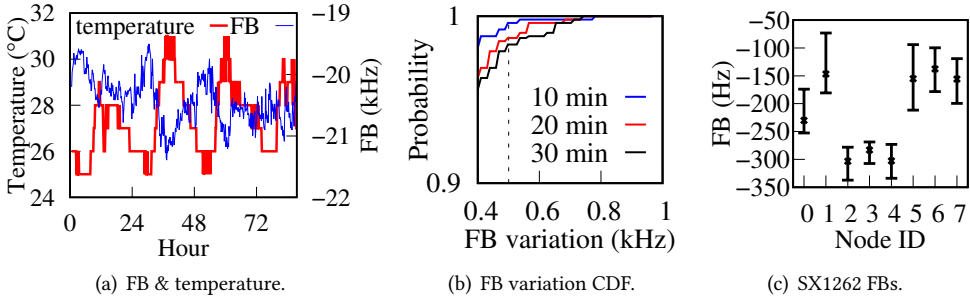 temperature FB
Temperature (°C)
32
30
28
26
24
0 24 48 72
Hour
−19
−20
−21
−22
FB (kHz)
(a) FB & temperature.
Probability
1
0.9
10 min
20 min
30 min
0.4 0.6 0.8 1
FB variation (kHz)
(b) FB variation CDF.
FB (Hz)
−50
−100
−150
−200
−250
−300
−350
0 1 2 3 4 5 6 7
Node ID
(c) SX1262 FBs.